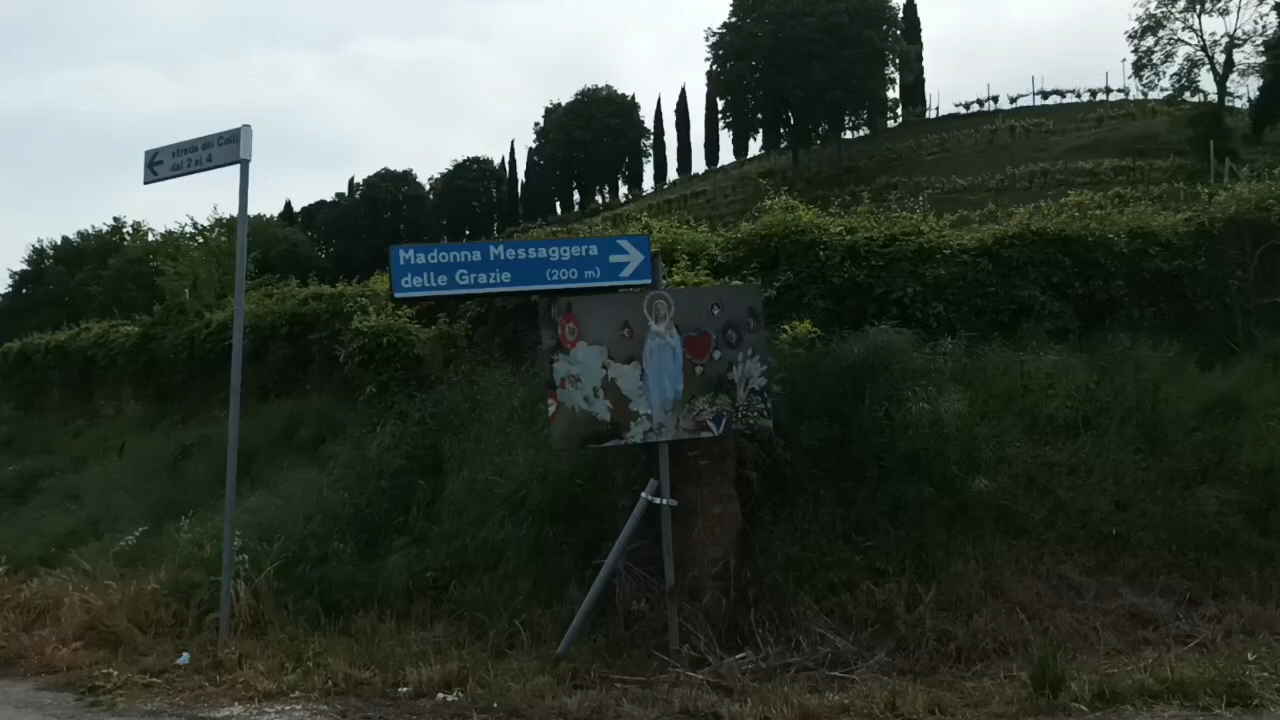 strada dei Colli
dal 2 al 4
Madonna Messaggera
delle Grazie (200 m)